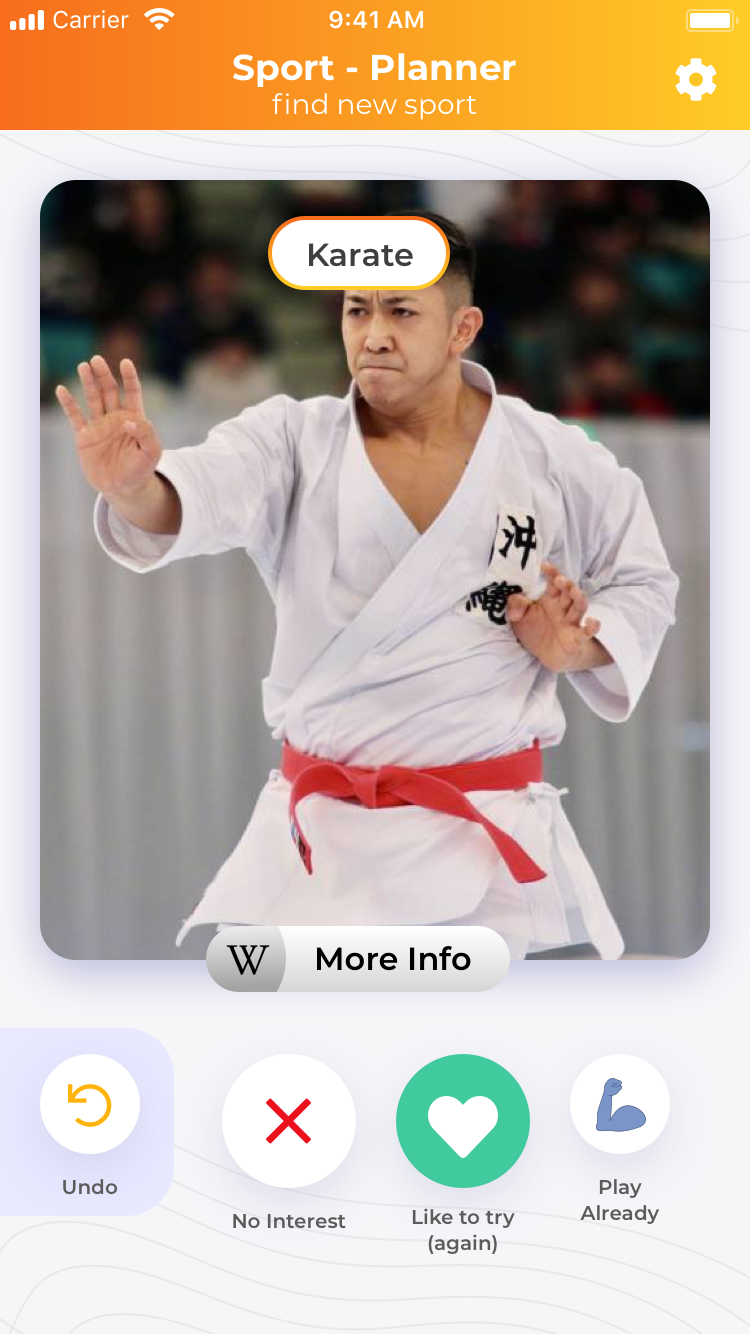 Carrier
9:41 AM
Sport - Planner
find new sport
Karate
沖
縄
W
More Info
Undo
No Interest
Like to try
(again)
Play
Already